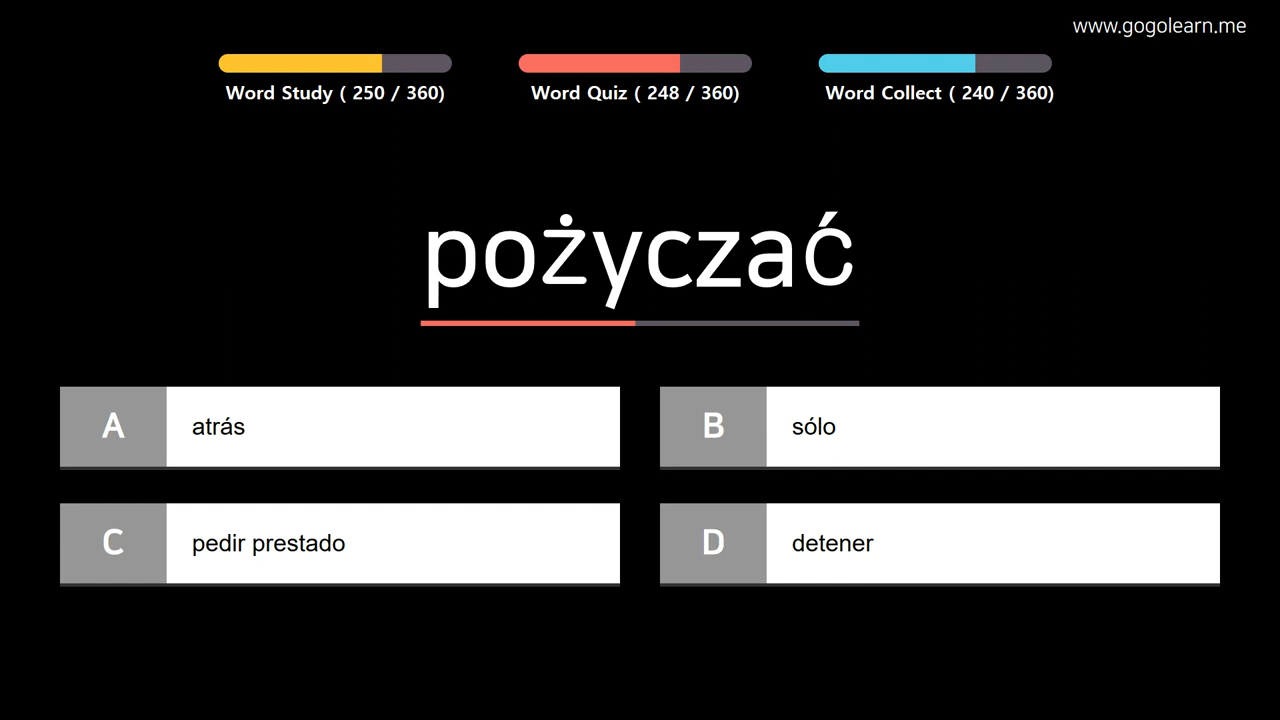 www.gogolearn.me
Word Study ( 250 / 360)
Word Quiz ( 248 / 360)
Word Collect ( 240 / 360)
pożyczać
A
atrás
B
sólo
C
pedir prestado
D
detener